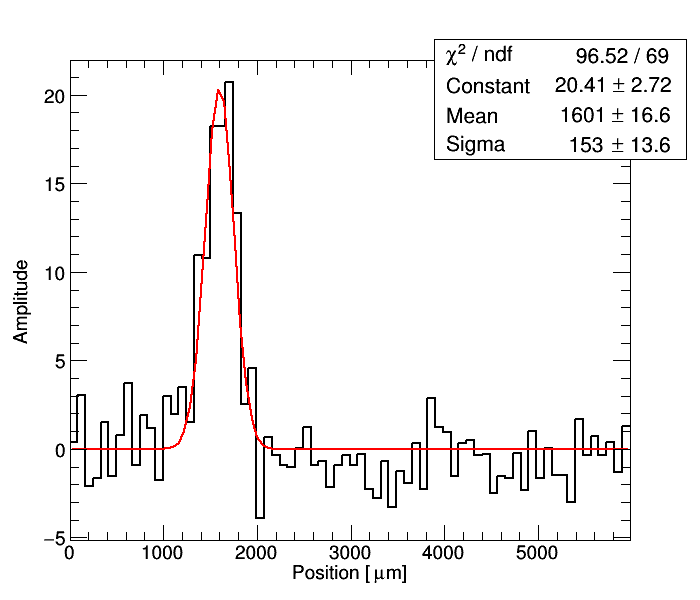 χ² / ndf 96.52 / 69
Constant 20.41 ± 2.72
Mean 1601 ± 16.6
Sigma 153 ± 13.6
20
15
10
5
0
−5
Amplitude
0 1000 2000 3000 4000 5000
Position [ μm]